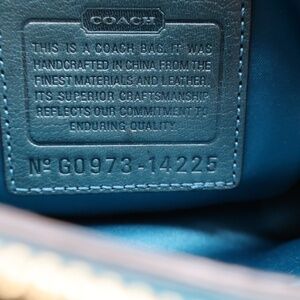 COACH
THIS IS A COACH BAG. IT WAS
HANDCRAFTED IN CHINA FROM THE
FINEST MATERIALS AND LEATHER.
ITS SUPERIOR CRAFTSMANSHIP
REFLECTS OUR COMMITMENT TO
ENDURING QUALITY.
Nº G0973-14225